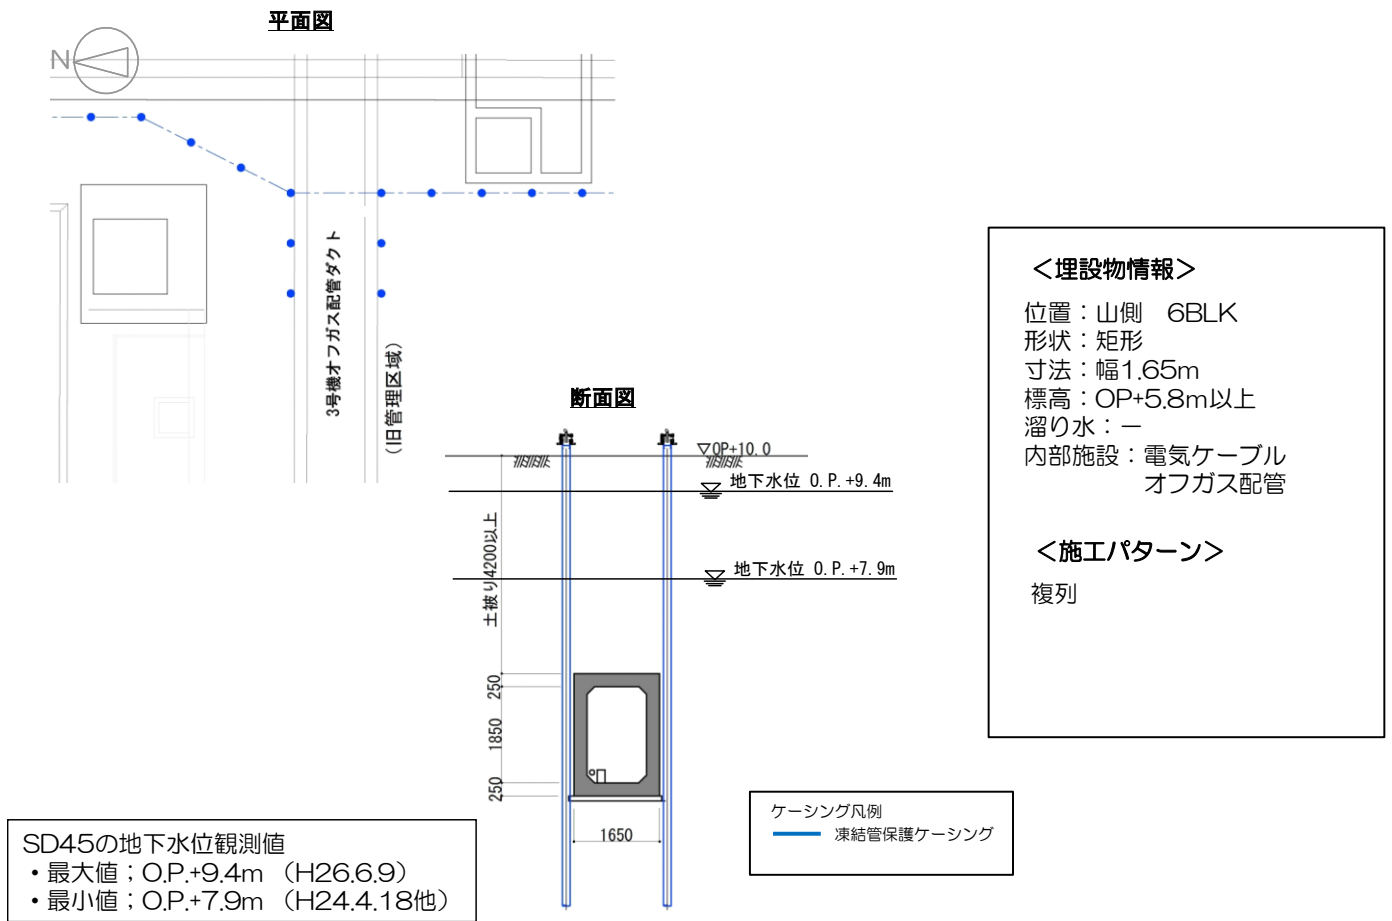 平面図
N
3号機オフガス配管ダクト
(旧管理区域)
断面図
▽OP+10.0
地下水位 O.P.+9.4m
地下水位 O.P.+7.9m
土被り4200以上
250
1850
250
1650
＜埋設物情報＞
位置：山側　6BLK
形状：矩形
寸法：幅1.65m
標高：OP+5.8m以上
溜り水：－
内部施設：電気ケーブル
オフガス配管
＜施工パターン＞
複列
ケーシング凡例
凍結管保護ケーシング
SD45の地下水位観測値
・最大値；O.P.+9.4m （H26.6.9）
・最小値；O.P.+7.9m （H24.4.18他）